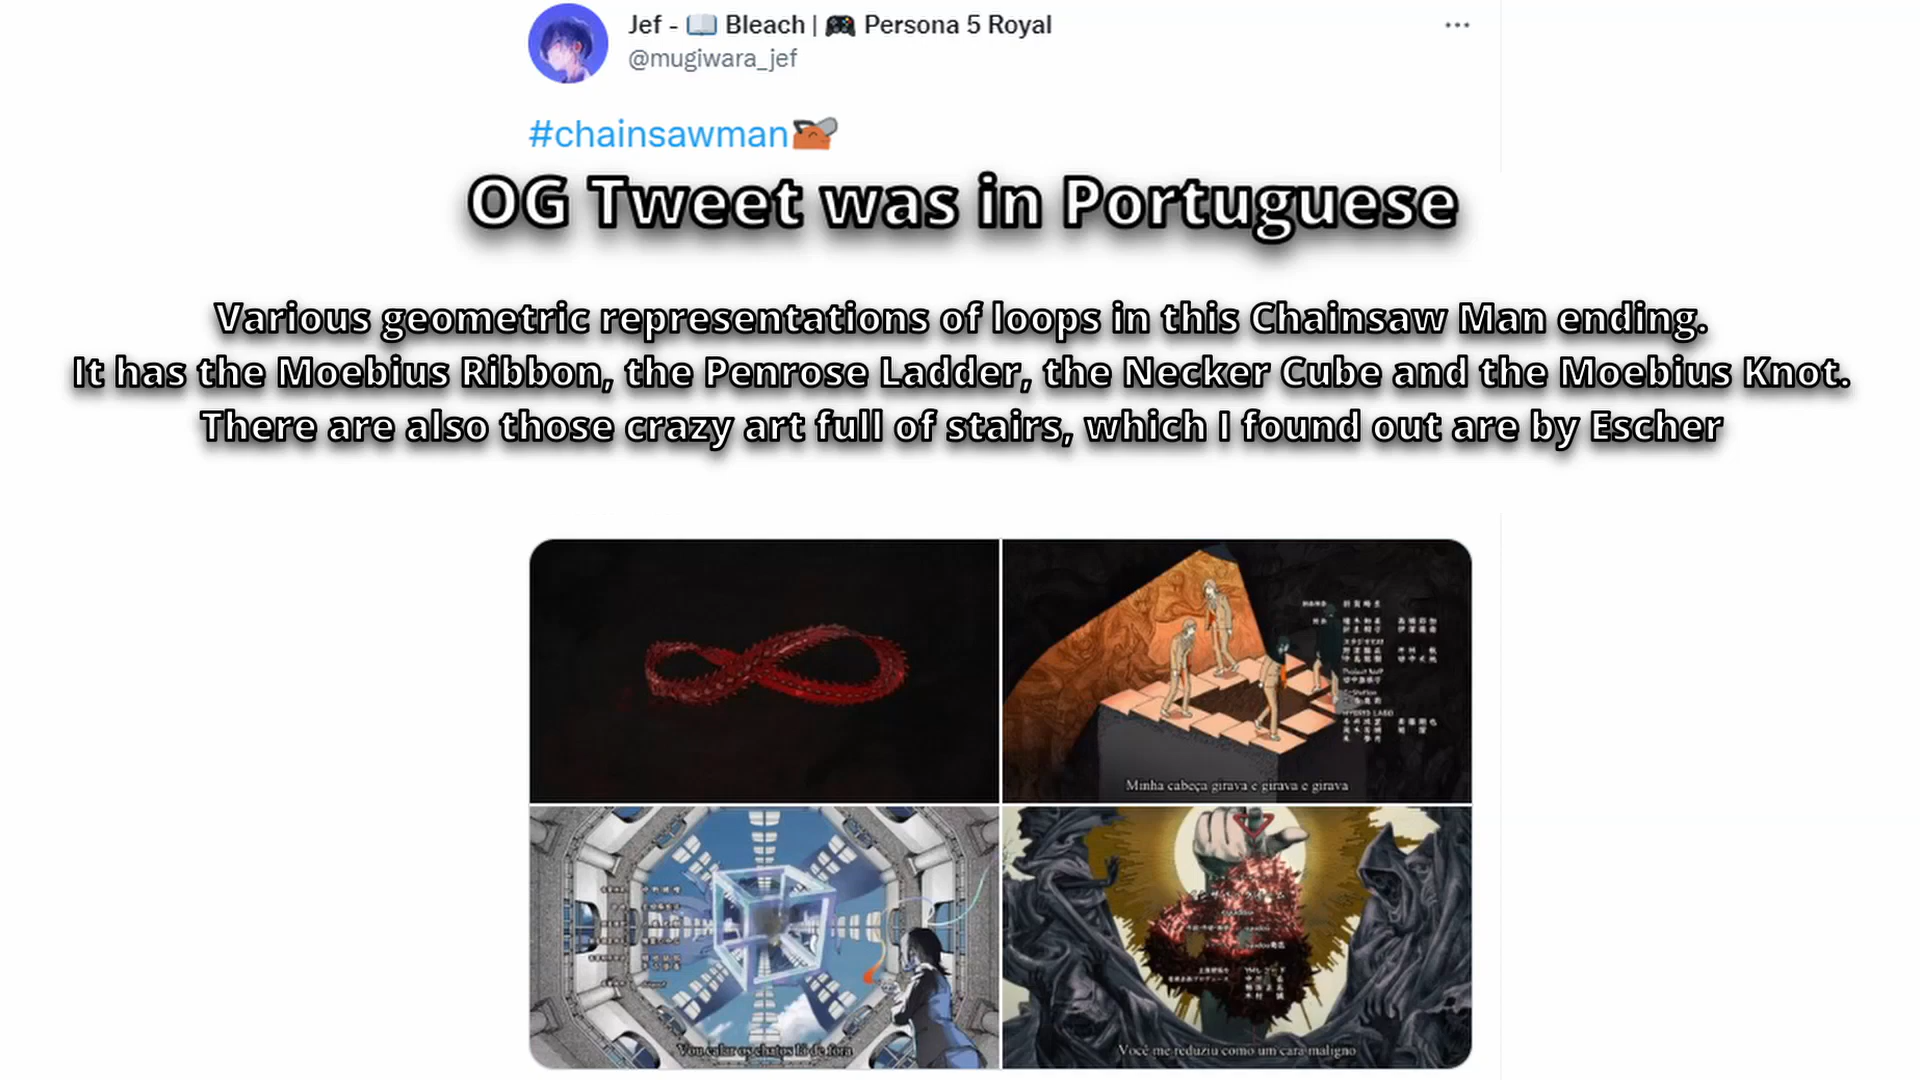 Jef - 📖 Bleach | 🎮 Persona 5 Royal
@mugiwara_jef
#chainsawman
OG Tweet was in Portuguese
Various geometric representations of loops in this Chainsaw Man ending.
It has the Moebius Ribbon, the Penrose Ladder, the Necker Cube and the Moebius Knot.
There are also those crazy art full of stairs, which I found out are by Escher
Minha cabeça girava e girava e girava
Vou calar os chatos lá de fora
Você me reduziu como um cara maligno